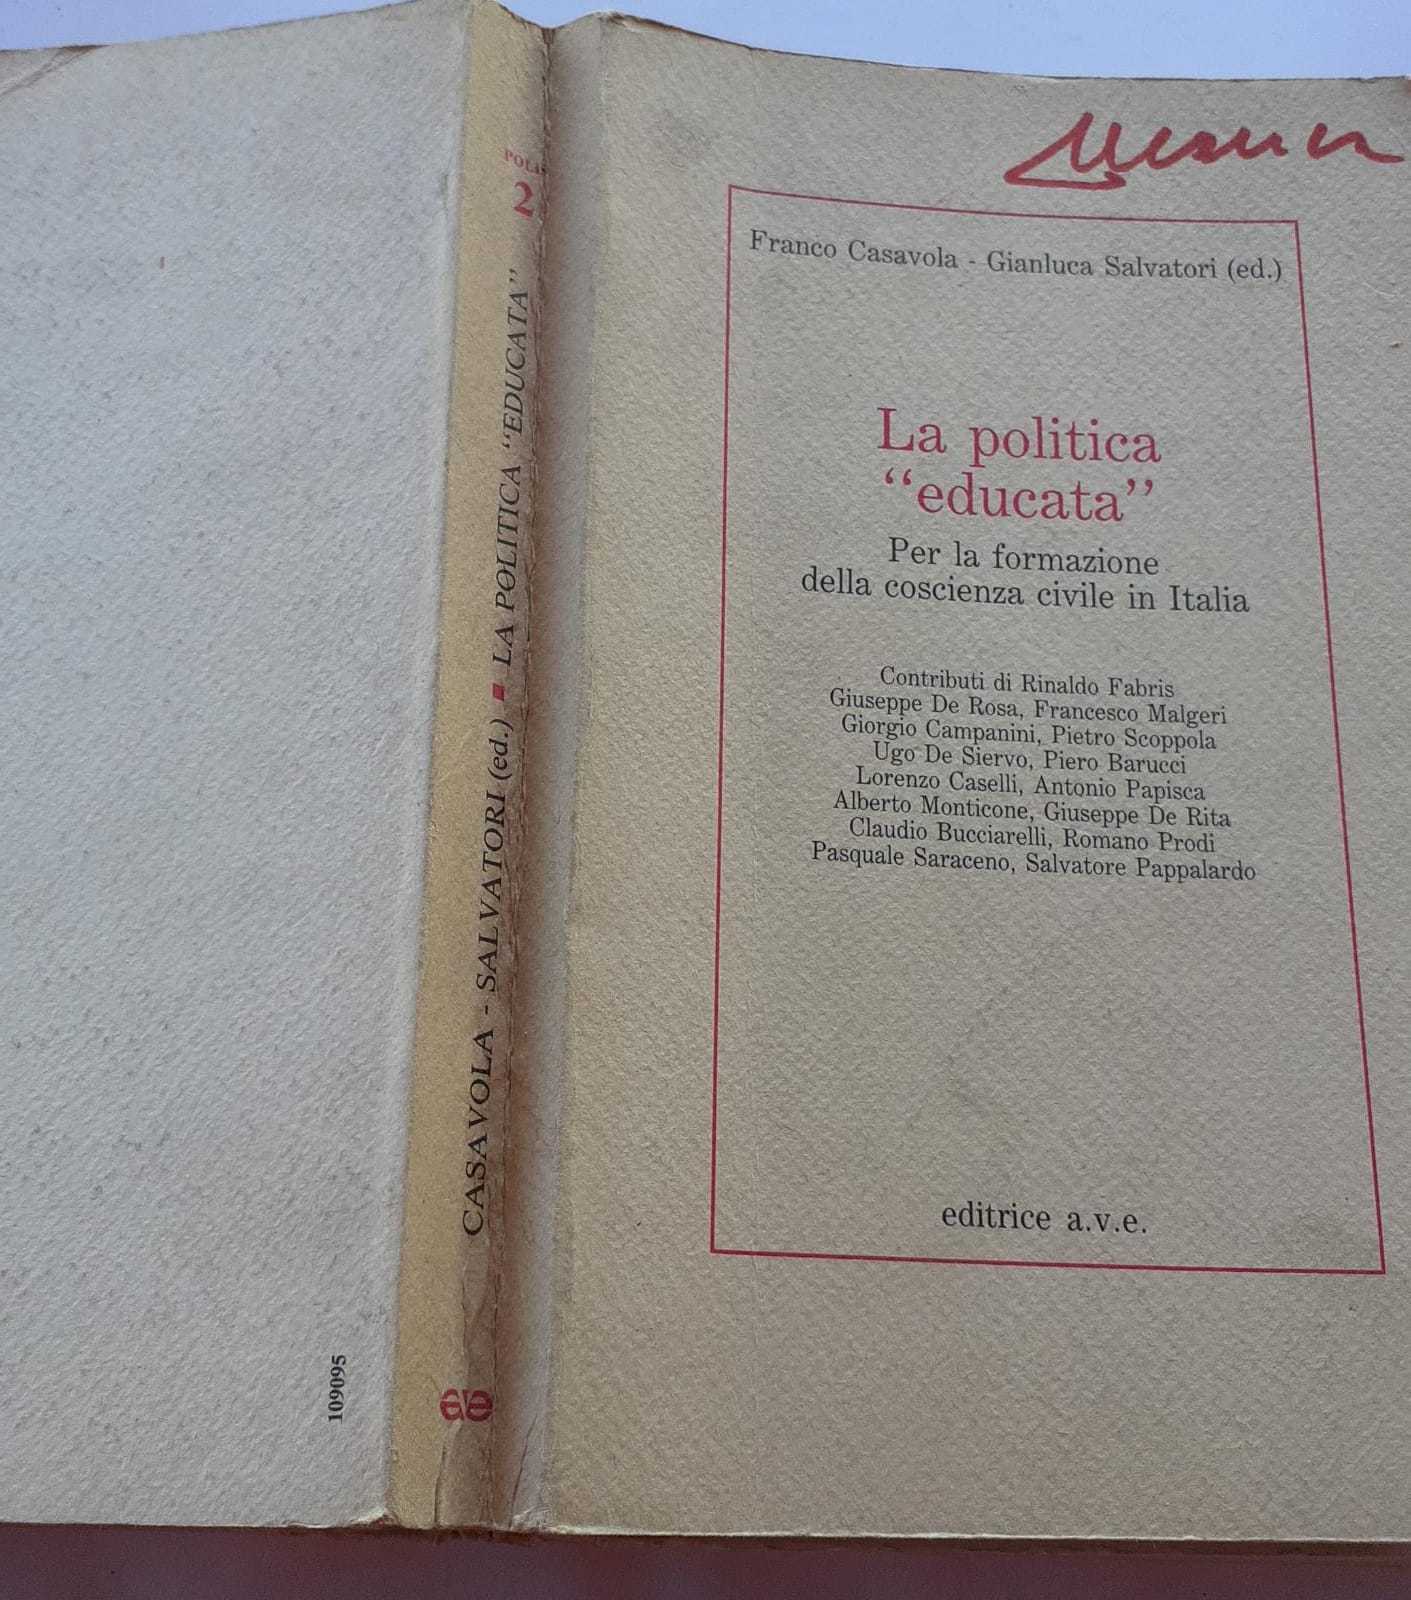 109095
POLIS
2
CASAVOLA - SALVATORI (ed.) ■ LA POLITICA “EDUCATA”
ave
Franco Casavola - Gianluca Salvatori (ed.)
La politica
“educata”
Per la formazione
della coscienza civile in Italia
Contributi di Rinaldo Fabris
Giuseppe De Rosa, Francesco Malgeri
Giorgio Campanini, Pietro Scoppola
Ugo De Siervo, Piero Barucci
Lorenzo Caselli, Antonio Papisca
Alberto Monticone, Giuseppe De Rita
Claudio Bucciarelli, Romano Prodi
Pasquale Saraceno, Salvatore Pappalardo
editrice a.v.e.